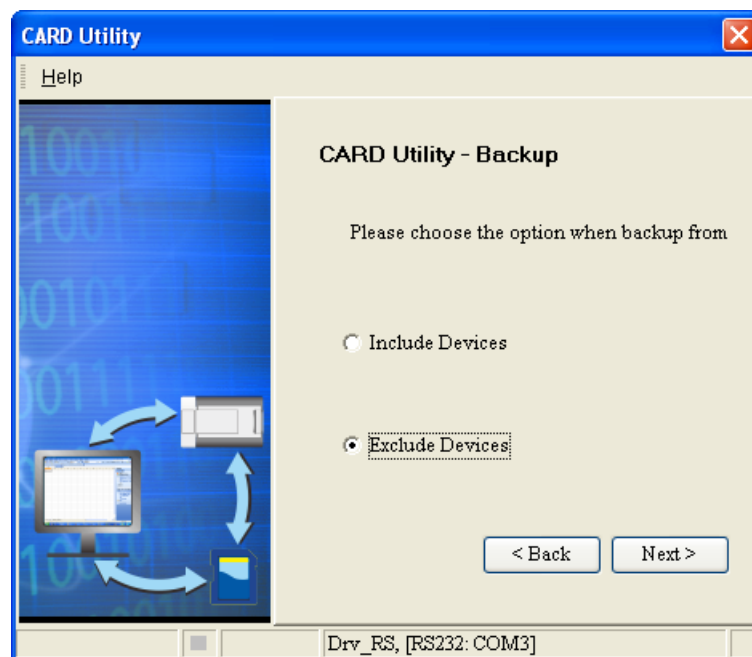 CARD Utility
Help
CARD Utility - Backup
Please choose the option when backup from
Include Devices
Exclude Devices
< Back Next >
Drv_RS, [RS232: COM3]